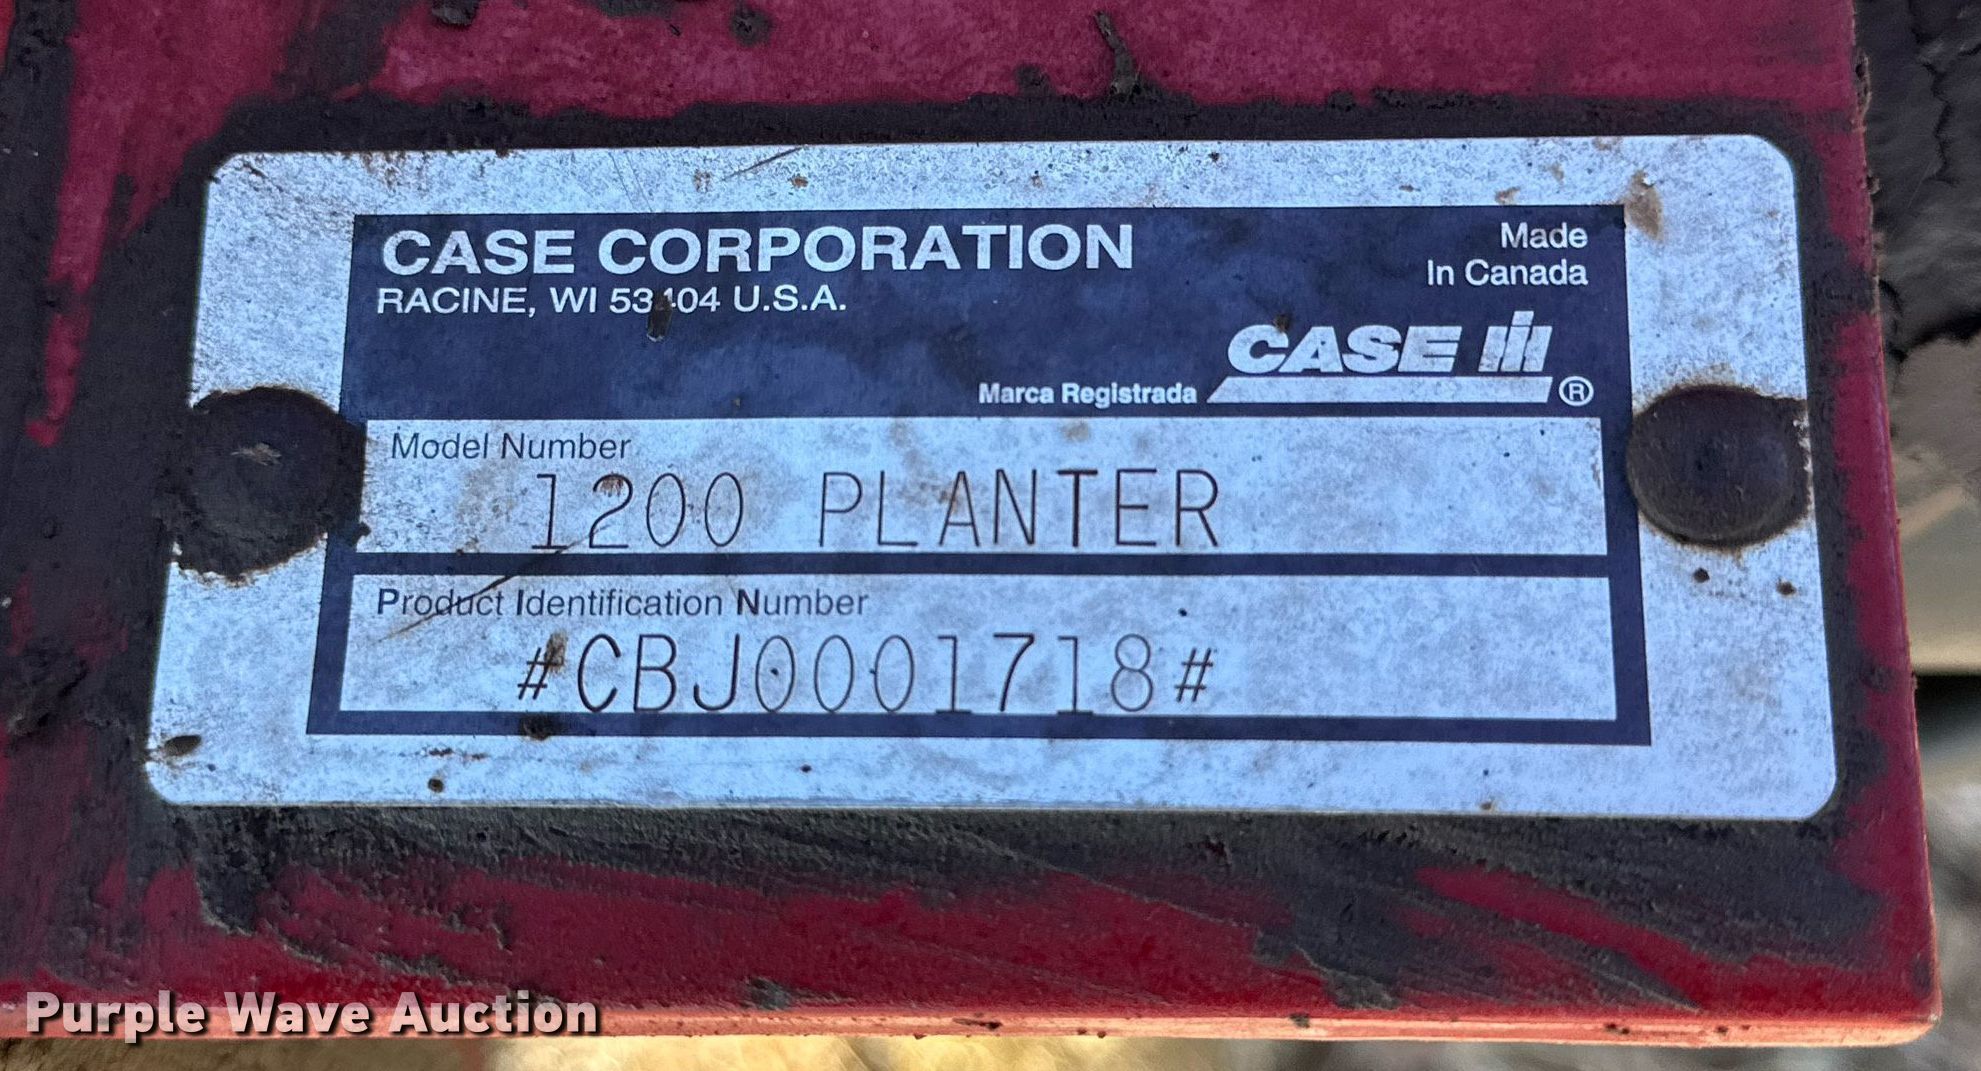 CASE CORPORATION
RACINE, WI 53404 U.S.A.
Made
In Canada
CASE IH
Marca Registrada ®
Model Number
1200 PLANTER
Product Identification Number
#CBJ0001718#
Purple Wave Auction